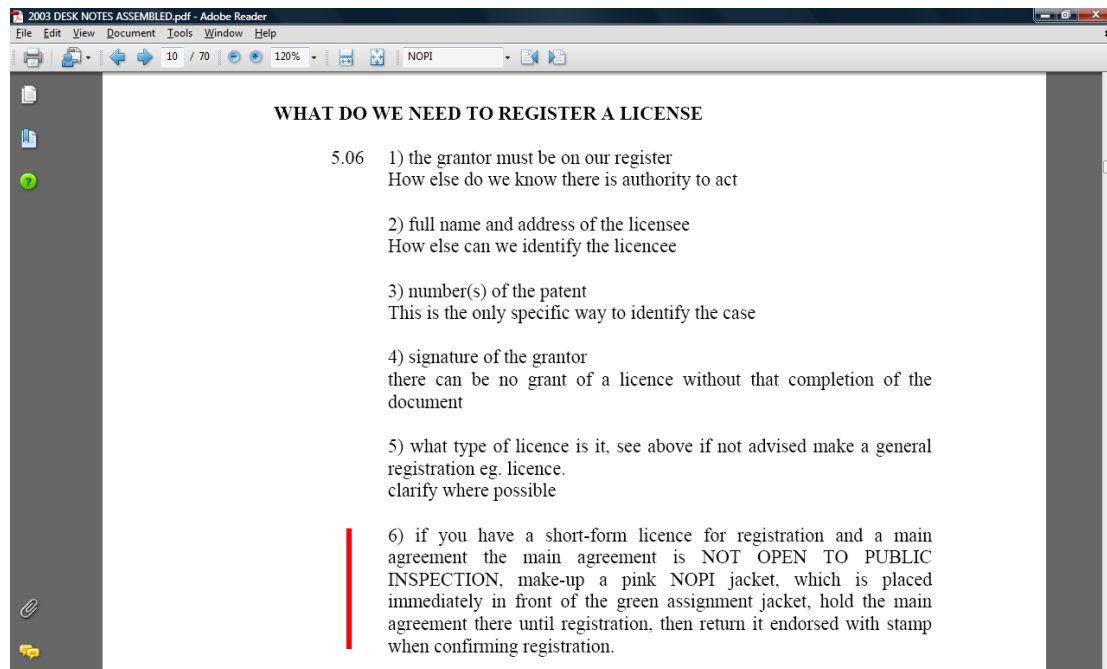 2003 DESK NOTES ASSEMBLED.pdf - Adobe Reader
File Edit View Document Tools Window Help
10 / 70 120% NOPI
WHAT DO WE NEED TO REGISTER A LICENSE
5.06 1) the grantor must be on our register
How else do we know there is authority to act
2) full name and address of the licensee
How else can we identify the licencee
3) number(s) of the patent
This is the only specific way to identify the case
4) signature of the grantor
there can be no grant of a licence without that completion of the
document
5) what type of licence is it, see above if not advised make a general
registration eg. licence.
clarify where possible
6) if you have a short-form licence for registration and a main
agreement the main agreement is NOT OPEN TO PUBLIC
INSPECTION, make-up a pink NOPI jacket, which is placed
immediately in front of the green assignment jacket, hold the main
agreement there until registration, then return it endorsed with stamp
when confirming registration.